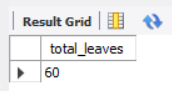 Result Grid
total_leaves
60